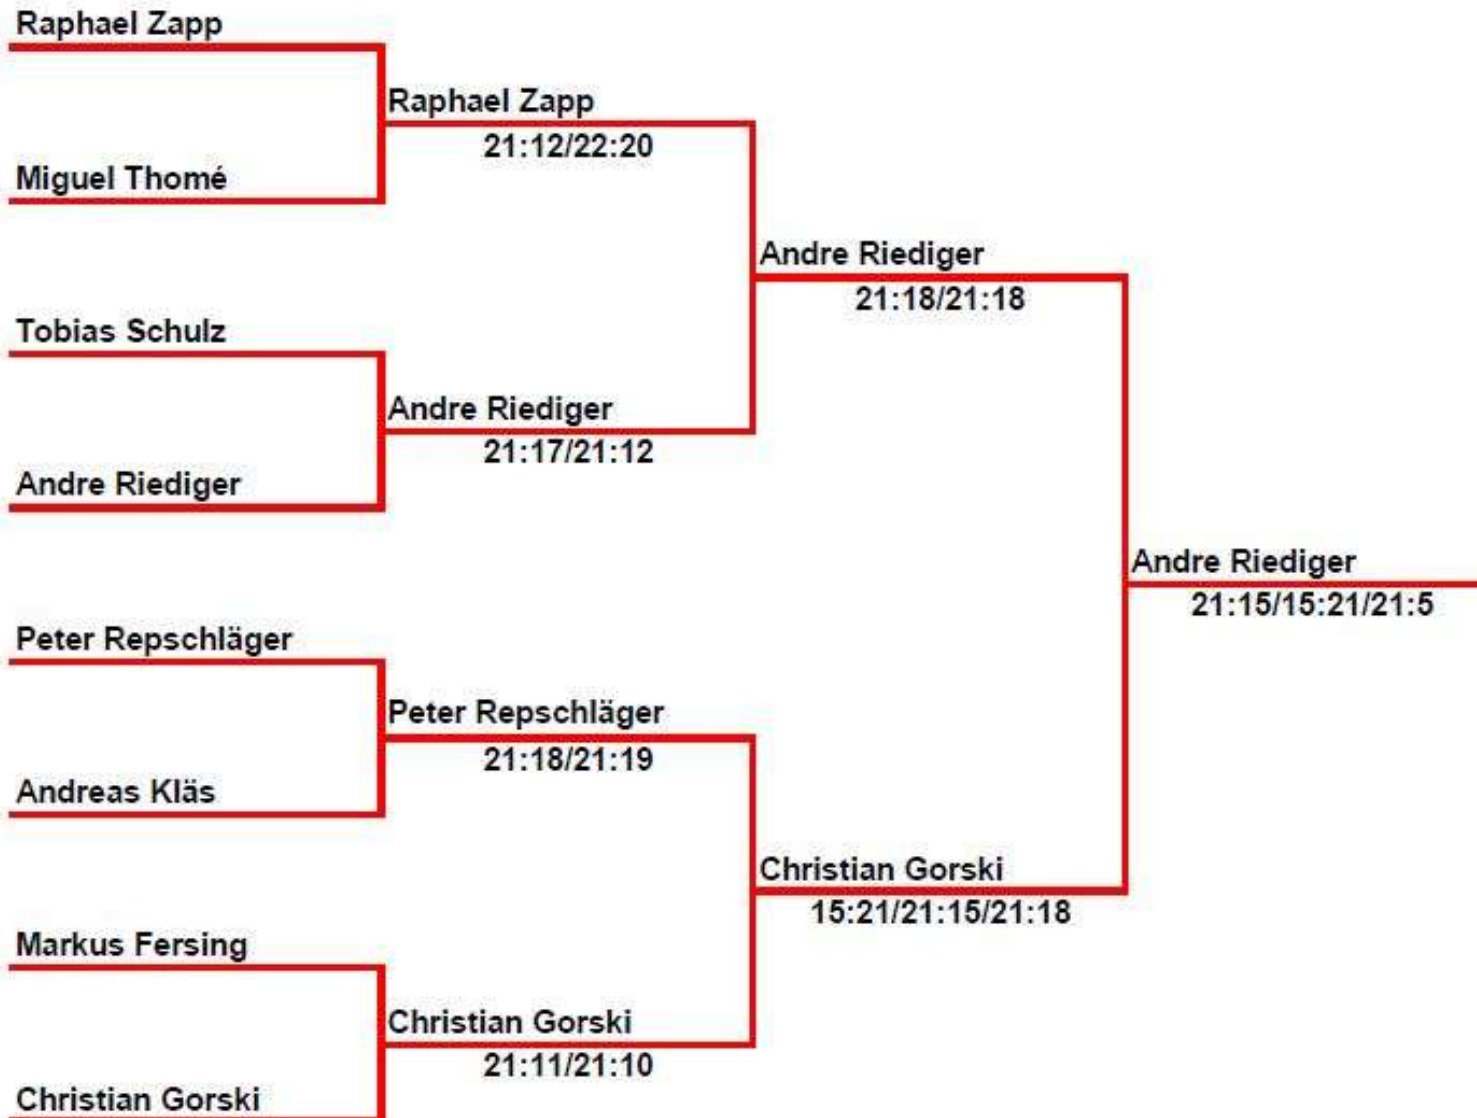 Raphael Zapp
Raphael Zapp
21:12/22:20
Miguel Thomé
Andre Riediger
21:18/21:18
Tobias Schulz
Andre Riediger
21:17/21:12
Andre Riediger
Andre Riediger
21:15/15:21/21:5
Peter Repschläger
Peter Repschläger
21:18/21:19
Andreas Kläs
Christian Gorski
15:21/21:15/21:18
Markus Fersing
Christian Gorski
21:11/21:10
Christian Gorski